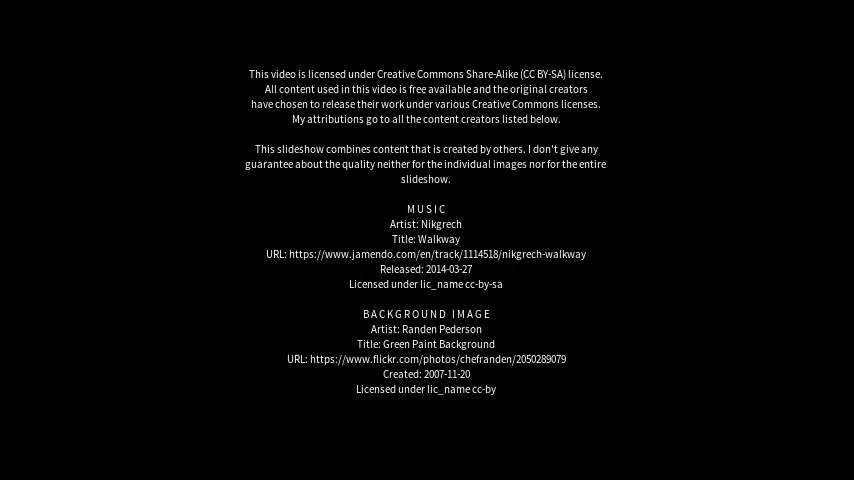 This video is licensed under Creative Commons Share-Alike (CC BY-SA) license.
All content used in this video is free available and the original creators
have chosen to release their work under various Creative Commons licenses.
My attributions go to all the content creators listed below.
This slideshow combines content that is created by others. I don't give any
guarantee about the quality neither for the individual images nor for the entire
slideshow.
MUSIC
Artist: Nikgrech
Title: Walkway
URL: https://www.jamendo.com/en/track/1114518/nikgrech-walkway
Released: 2014-03-27
Licensed under lic_name cc-by-sa
BACKGROUND IMAGE
Artist: Randen Pederson
Title: Green Paint Background
URL: https://www.flickr.com/photos/chefranden/2050289079
Created: 2007-11-20
Licensed under lic_name cc-by